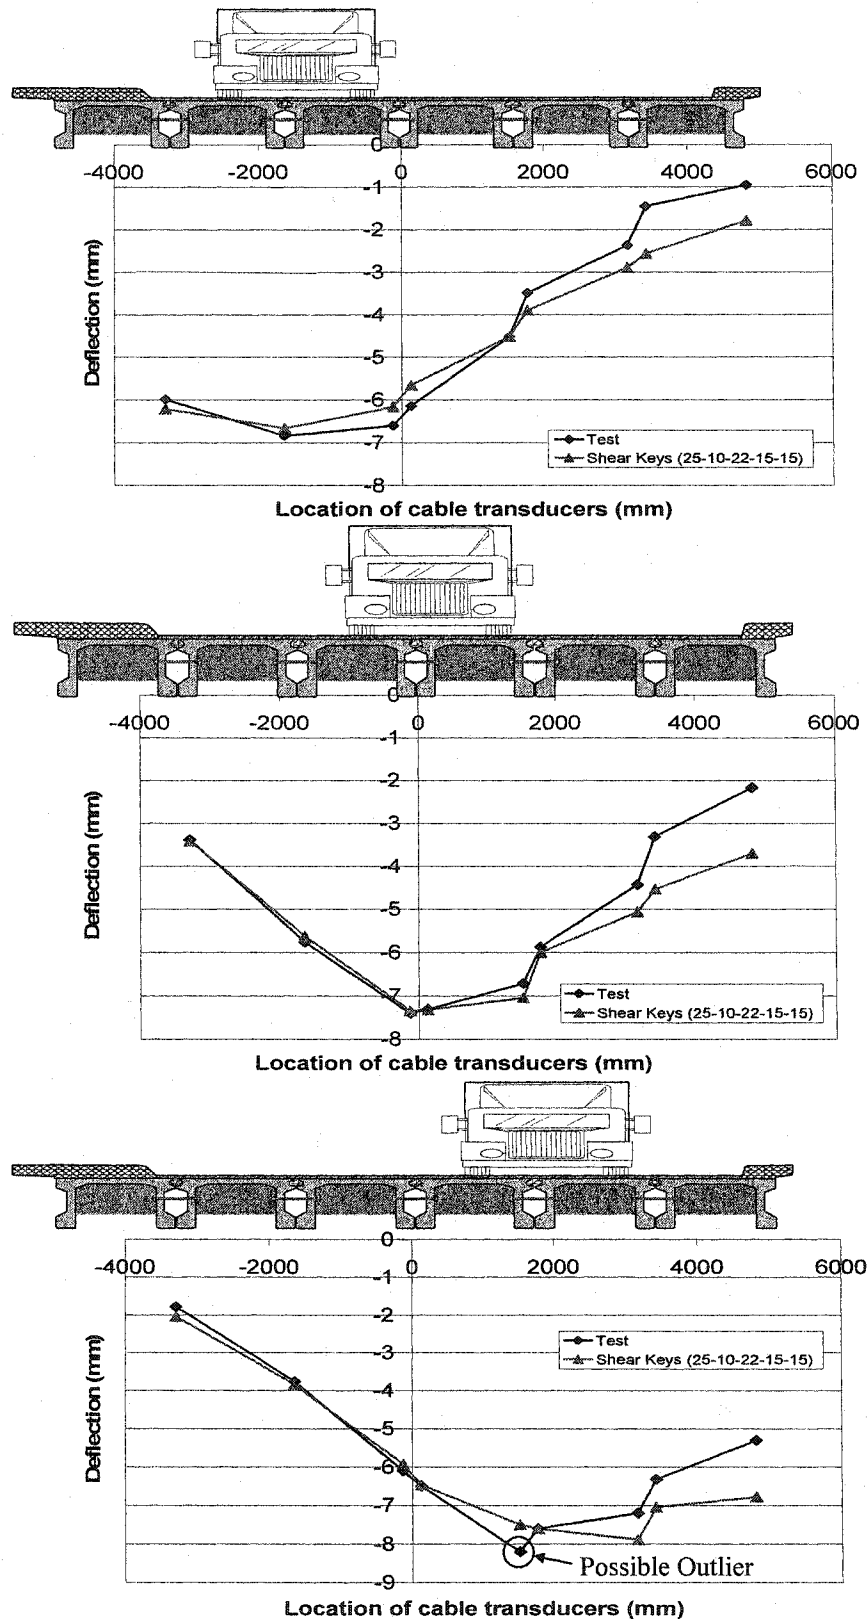 0
-4000 -2000 0 2000 4000 6000
-1
-2
-3
-4
-5
-6
-7
-8
Deflection (mm)
Test
Shear Keys (25-10-22-15-15)
Location of cable transducers (mm)
0
-4000 -2000 0 2000 4000 6000
-1
-2
-3
-4
-5
-6
-7
-8
Deflection (mm)
Test
Shear Keys (25-10-22-15-15)
Location of cable transducers (mm)
0
-4000 -2000 0 2000 4000 6000
-1
-2
-3
-4
-5
-6
-7
-8
-9
Deflection (mm)
Test
Shear Keys (25-10-22-15-15)
Possible Outlier
Location of cable transducers (mm)